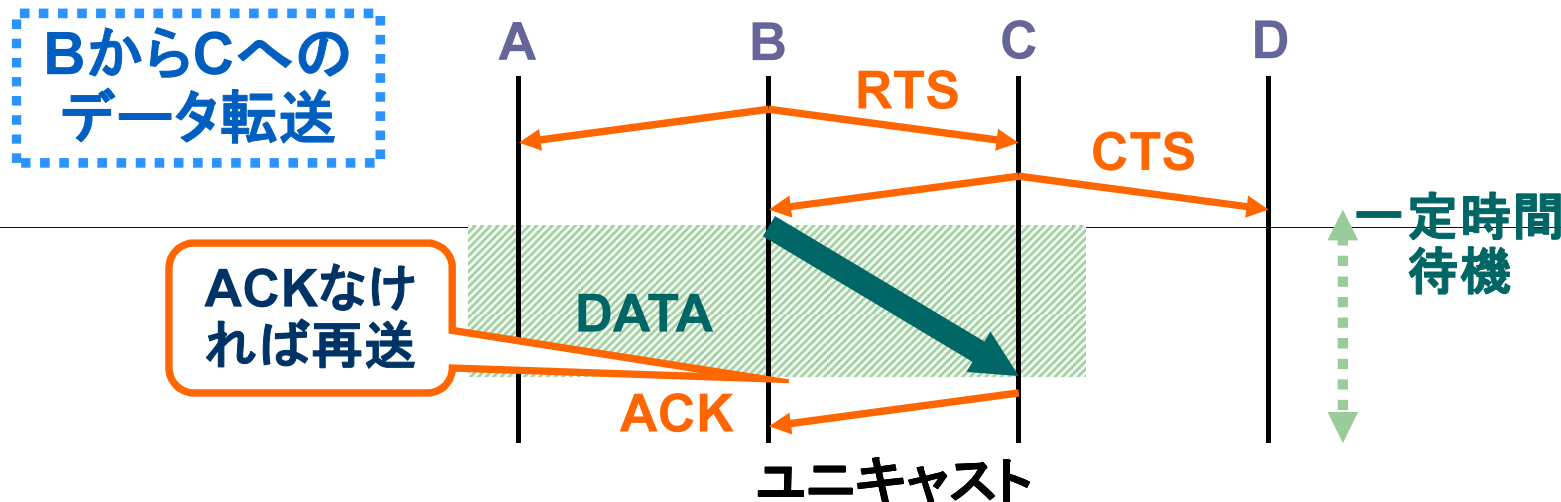 BからCへの
データ転送
A
B
C
D
RTS
CTS
一定時間
待機
ACKなけ
れば再送
DATA
ACK
ユニキャスト